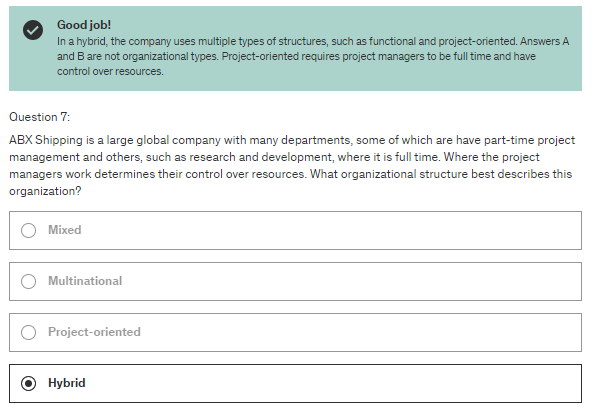 Good job!
In a hybrid, the company uses multiple types of structures, such as functional and project-oriented. Answers A
and B are not organizational types. Project-oriented requires project managers to be full time and have
control over resources.
Question 7:
ABX Shipping is a large global company with many departments, some of which are have part-time project
management and others, such as research and development, where it is full time. Where the project
managers work determines their control over resources. What organizational structure best describes this
organization?
Mixed
Multinational
Project-oriented
Hybrid